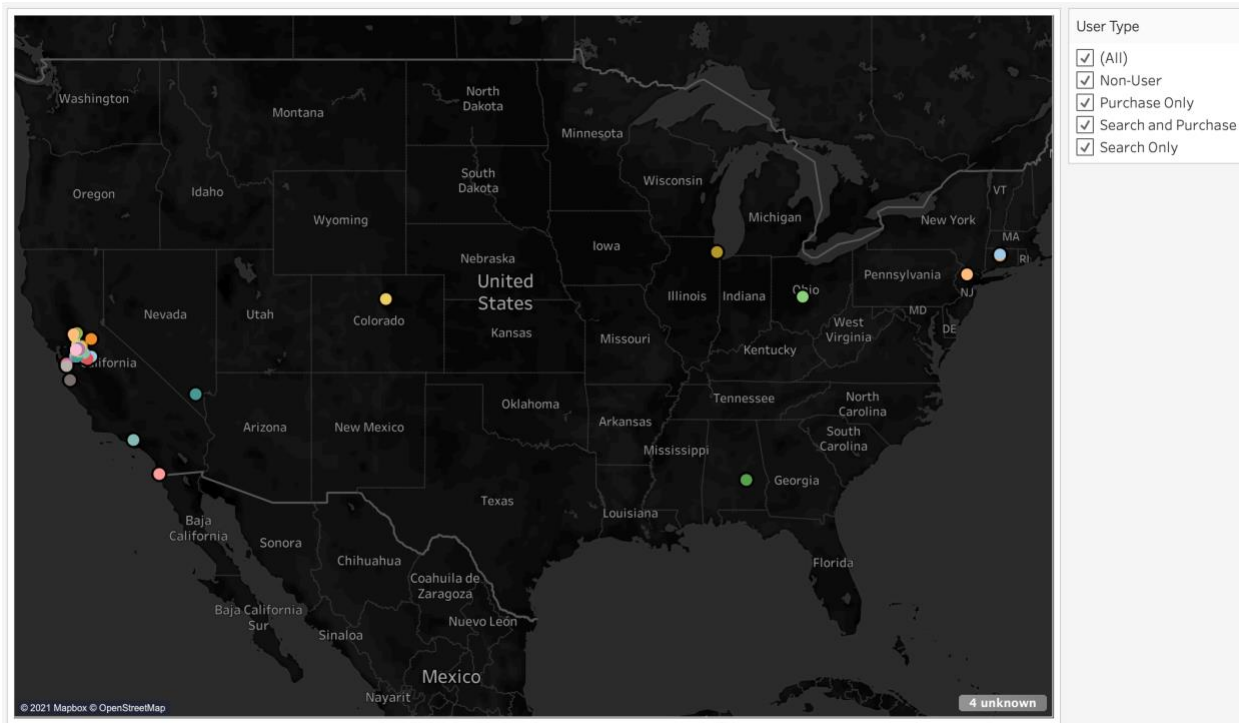 Washington
Montana
North
Dakota
Minnesota
Oregon
Idaho
Wyoming
South
Dakota
Wisconsin
Michigan
VT
New York
MA
RI
Iowa
Nebraska
United
States
Nevada
Utah
Colorado
Kansas
Illinois
Indiana
Ohio
Pennsylvania
NJ
MD
DE
West
Virginia
Missouri
Kentucky
California
Arizona
New Mexico
Oklahoma
Arkansas
Tennessee
North
Carolina
South
Carolina
Mississippi
Georgia
Texas
Louisiana
Florida
Baja
California
Sonora
Chihuahua
Coahuila de
Zaragoza
Baja California
Sur
Sinaloa
Nuevo León
Mexico
Nayarit
© 2021 Mapbox © OpenStreetMap
4 unknown
User Type
(All)
Non-User
Purchase Only
Search and Purchase
Search Only